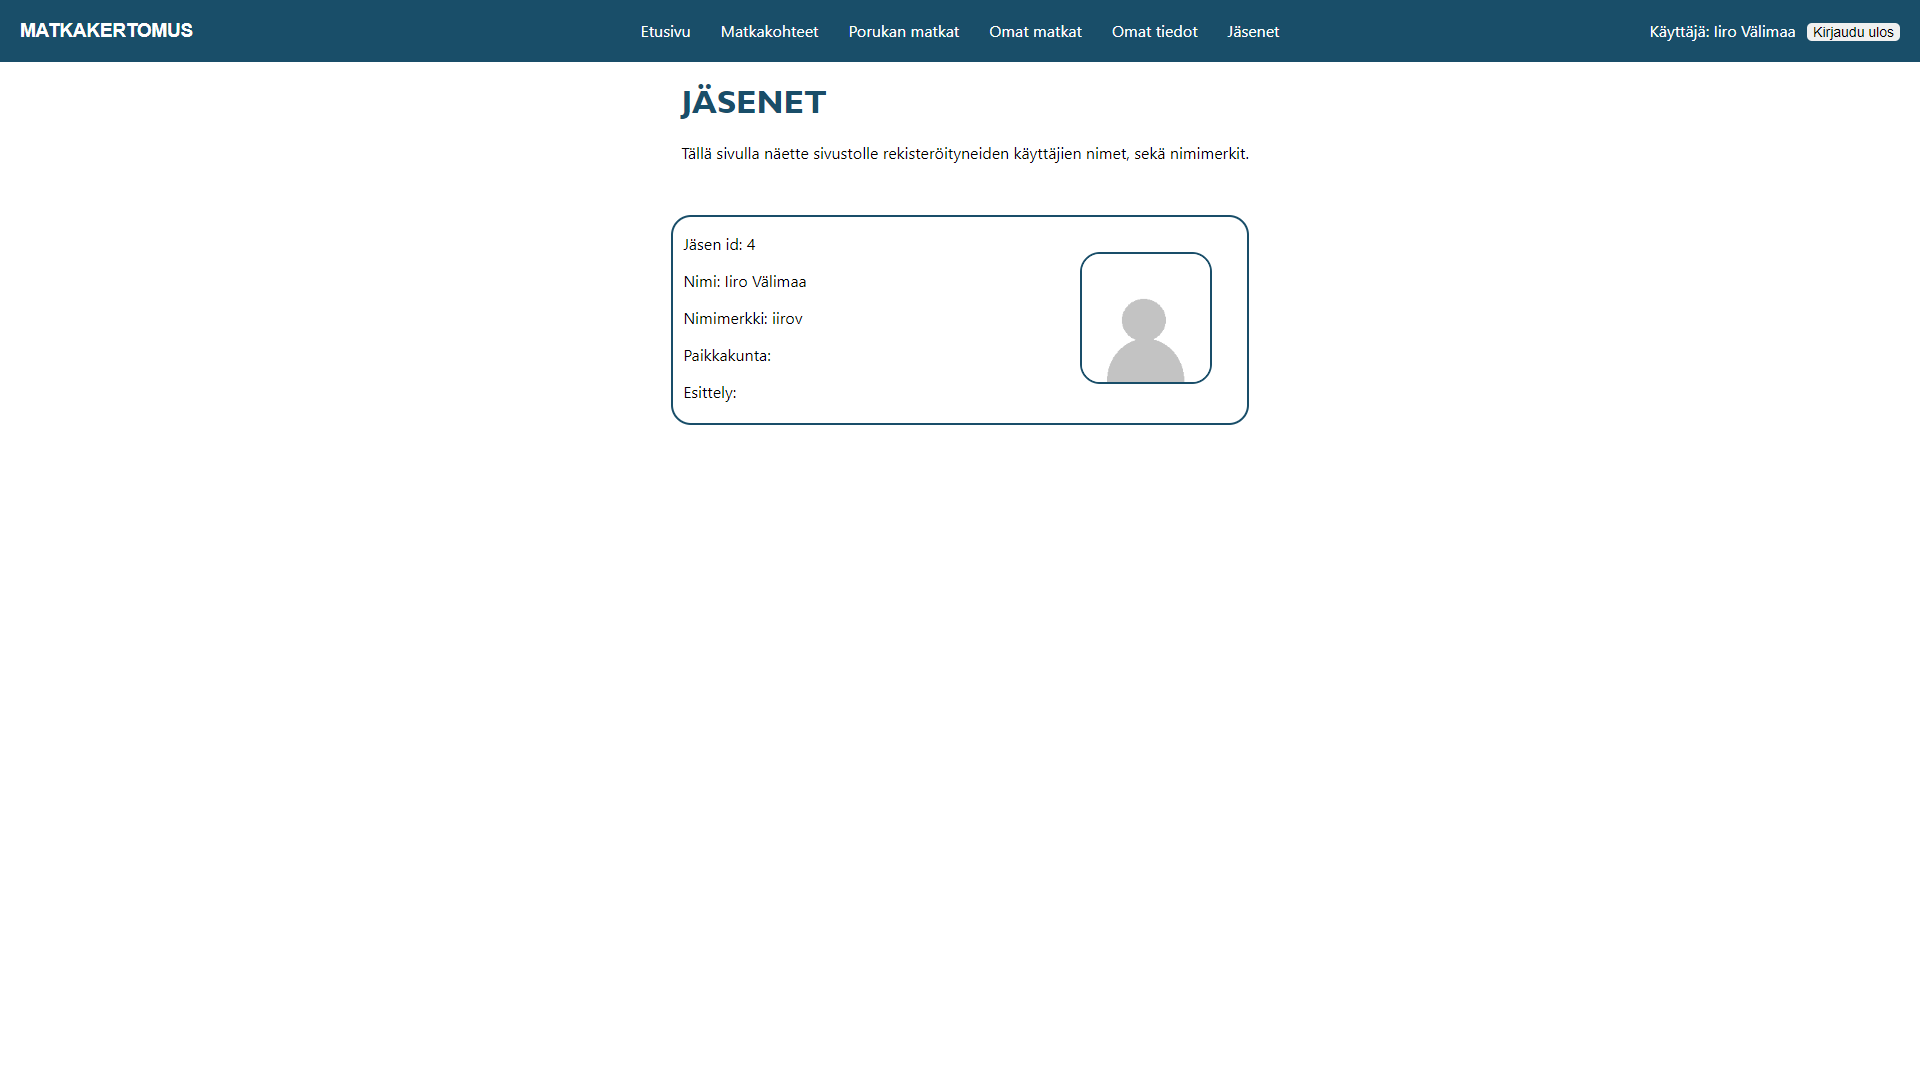 MATKAKERTOMUS
Etusivu Matkakohteet Porukan matkat Omat matkat Omat tiedot Jäsenet
Käyttäjä: Iiro Välimaa Kirjaudu ulos
JÄSENET
Tällä sivulla näette sivustolle rekisteröityneiden käyttäjien nimet, sekä nimimerkit.
Jäsen id: 4
Nimi: Iiro Välimaa
Nimimerkki: iirov
Paikkakunta:
Esittely: